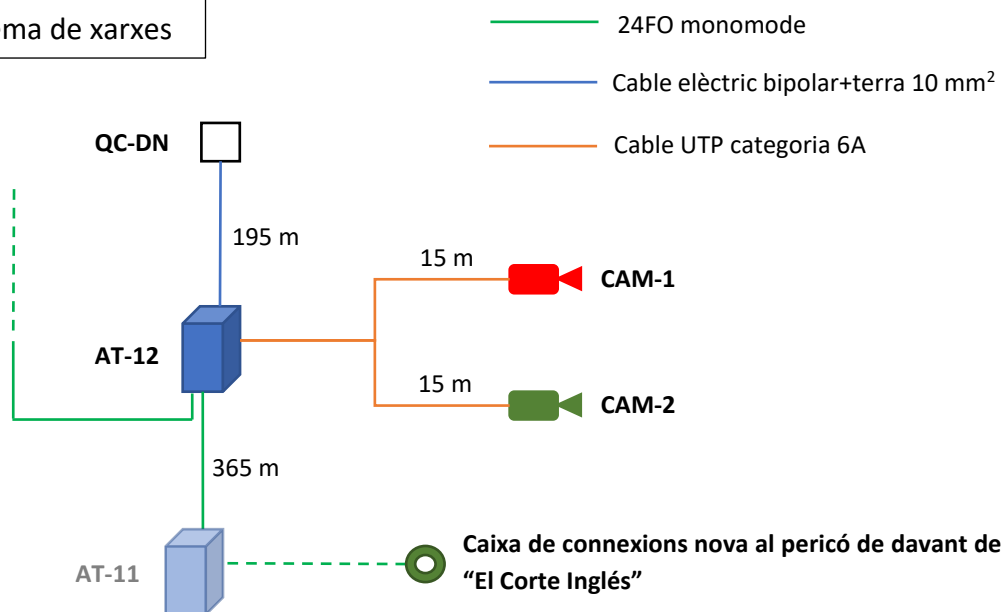 ema de xarxes
24FO monomode
Cable elèctric bipolar+terra 10 mm²
Cable UTP categoria 6A
QC-DN
195 m
15 m
CAM-1
AT-12
15 m
CAM-2
365 m
AT-11
Caixa de connexions nova al pericó de davant de
“El Corte Inglés”